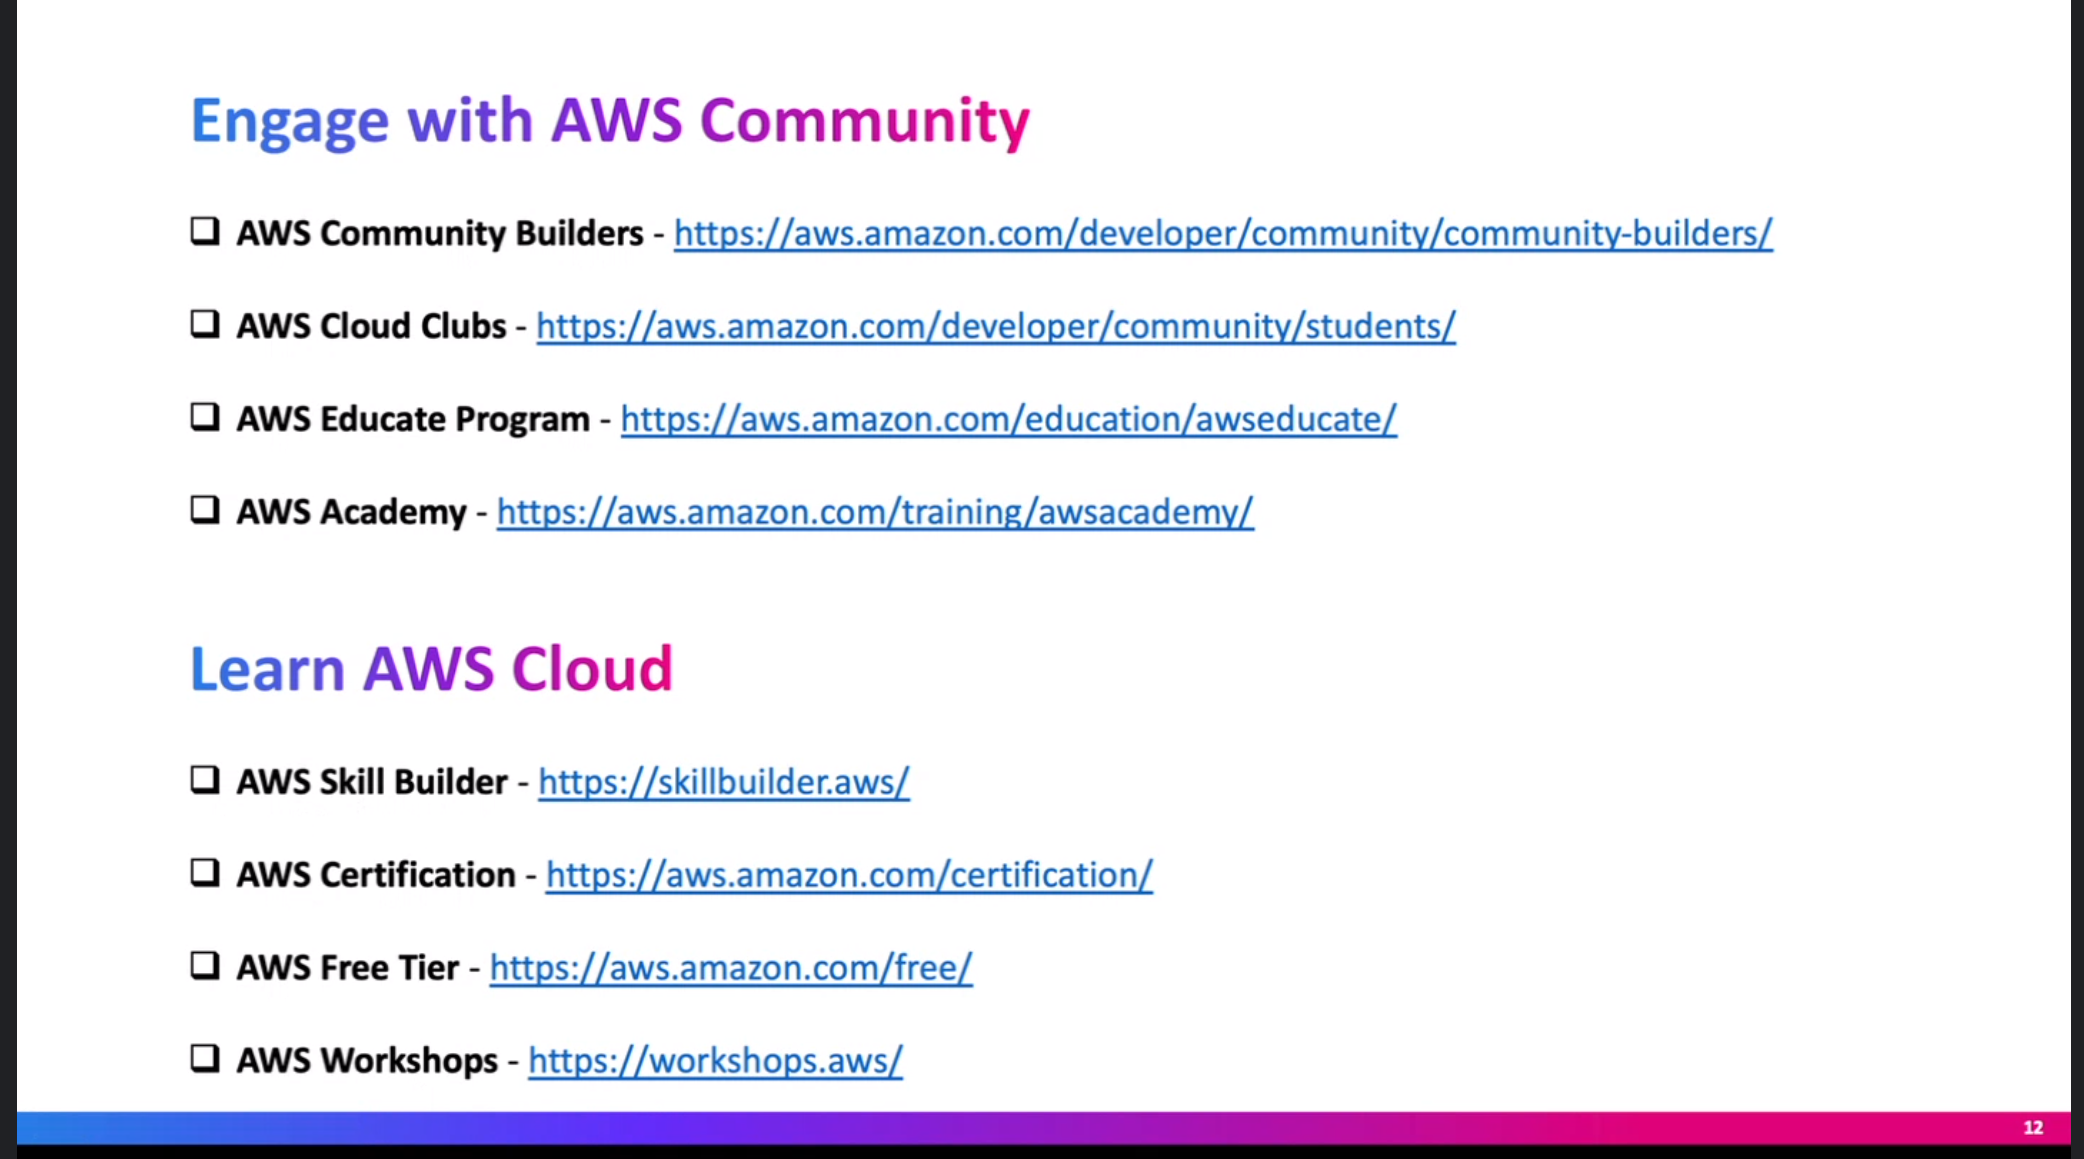 Engage with AWS Community
❑ AWS Community Builders - https://aws.amazon.com/developer/community/community-builders/
❑ AWS Cloud Clubs - https://aws.amazon.com/developer/community/students/
❑ AWS Educate Program - https://aws.amazon.com/education/awseducate/
❑ AWS Academy - https://aws.amazon.com/training/awsacademy/
Learn AWS Cloud
❑ AWS Skill Builder - https://skillbuilder.aws/
❑ AWS Certification - https://aws.amazon.com/certification/
❑ AWS Free Tier - https://aws.amazon.com/free/
❑ AWS Workshops - https://workshops.aws/
12